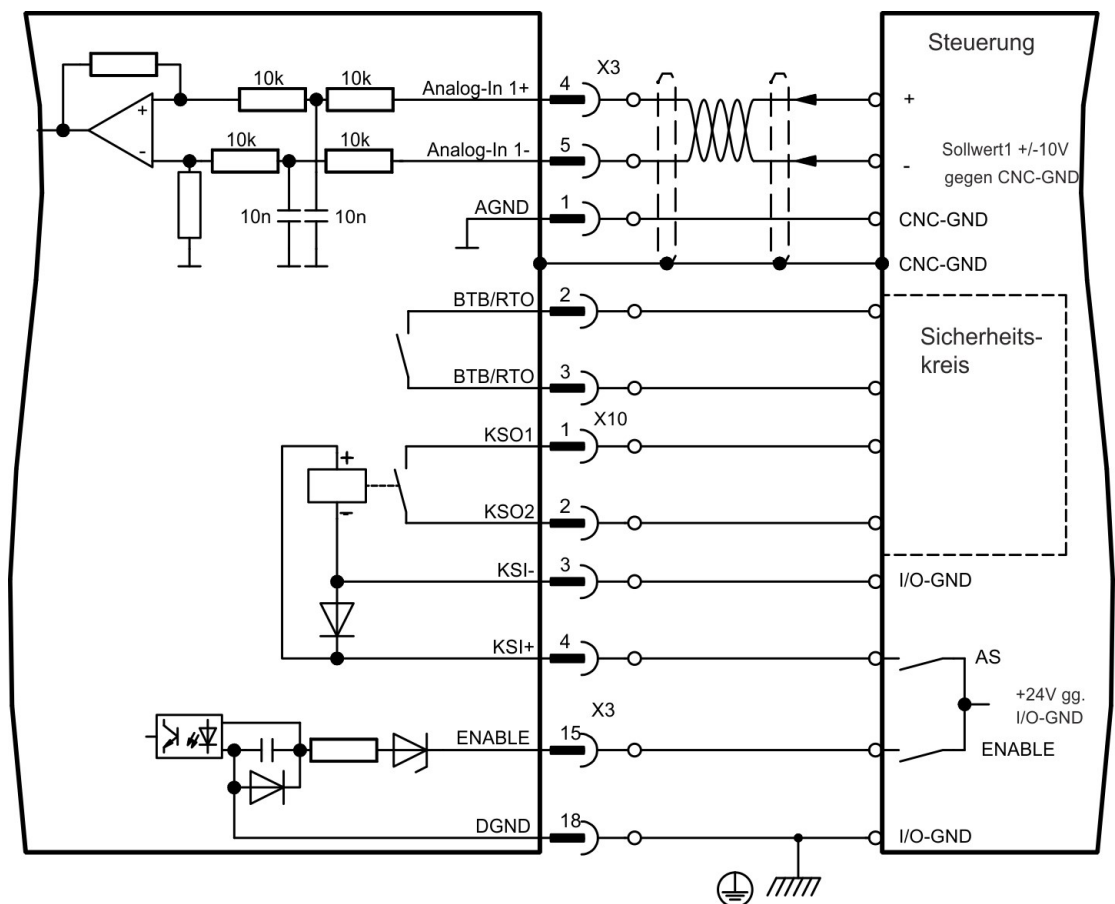 Steuerung
X3
10k
10k
Analog-In 1+
4
+
+
10k
10k
Analog-In 1-
5
-
-
Sollwert1 +/-10V
gegen CNC-GND
10n
10n
AGND
1
CNC-GND
CNC-GND
BTB/RTO
2
Sicherheits-
kreis
BTB/RTO
3
X10
KSO1
1
+
-
KSO2
2
KSI-
3
I/O-GND
KSI+
4
AS
+24V gg.
I/O-GND
X3
ENABLE
15
ENABLE
DGND
18
I/O-GND